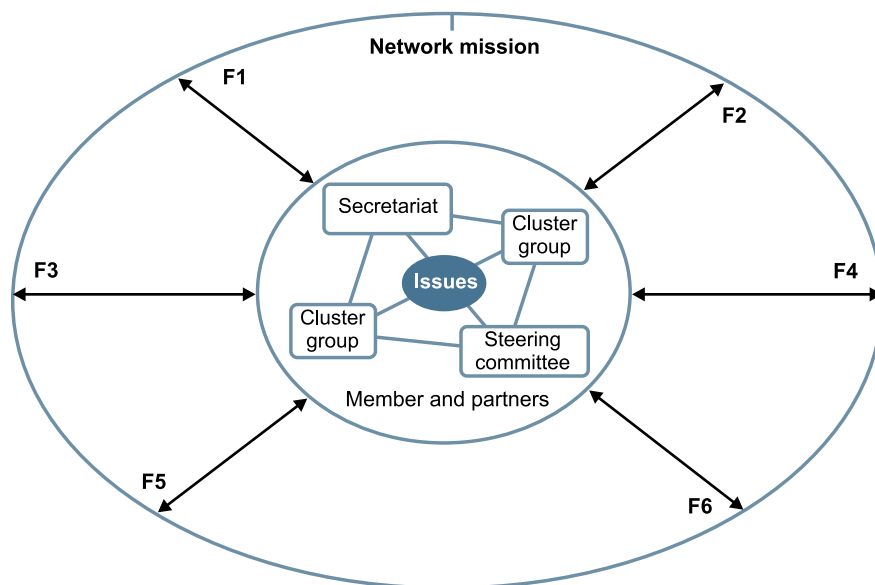 Network mission
F1
F2
Secretariat
Cluster
group
Issues
F3
F4
Cluster
group
Steering
committee
Member and partners
F5
F6